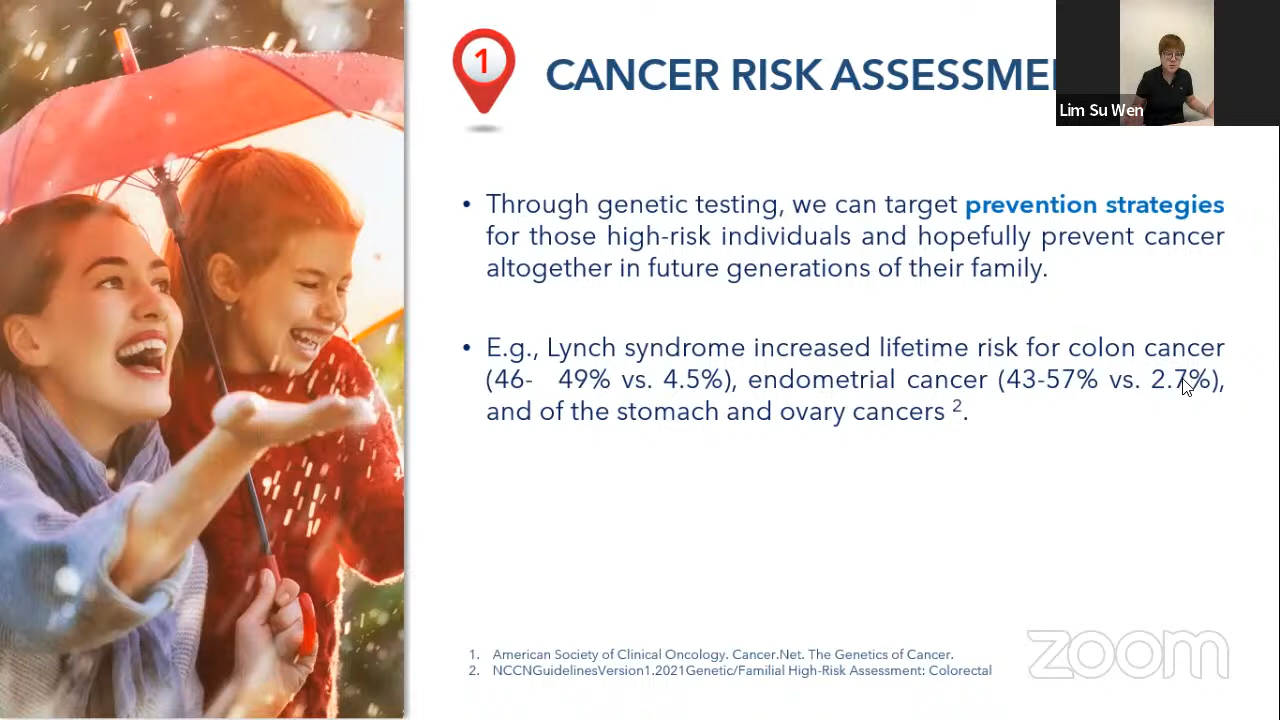 1
CANCER RISK ASSESSME
Lim Su Wen
• Through genetic testing, we can target prevention strategies
for those high-risk individuals and hopefully prevent cancer
altogether in future generations of their family.
• E.g., Lynch syndrome increased lifetime risk for colon cancer
(46- 49% vs. 4.5%), endometrial cancer (43-57% vs. 2.7%),
and of the stomach and ovary cancers ².
1. American Society of Clinical Oncology. Cancer.Net. The Genetics of Cancer.
2. NCCNGuidelinesVersion1.2021Genetic/Familial High-Risk Assessment: Colorectal
zoom